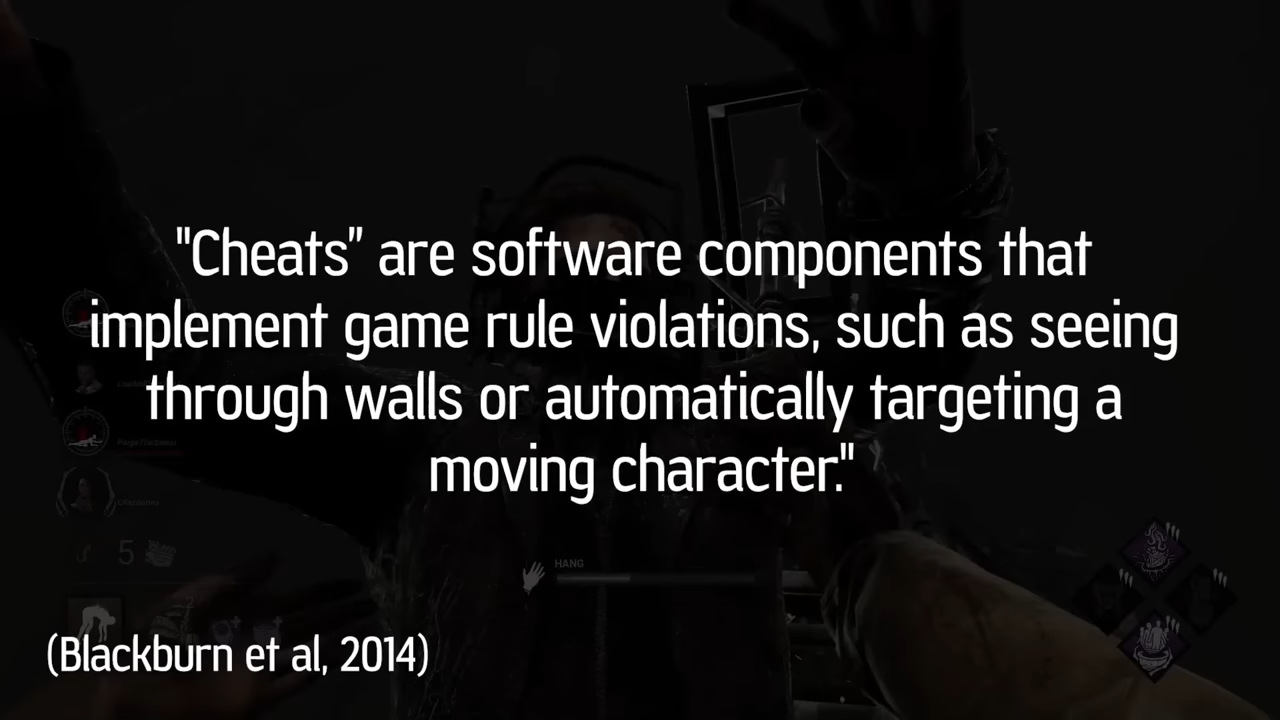 "Cheats” are software components that
implement game rule violations, such as seeing
through walls or automatically targeting a
moving character."
5
HANG
(Blackburn et al, 2014)